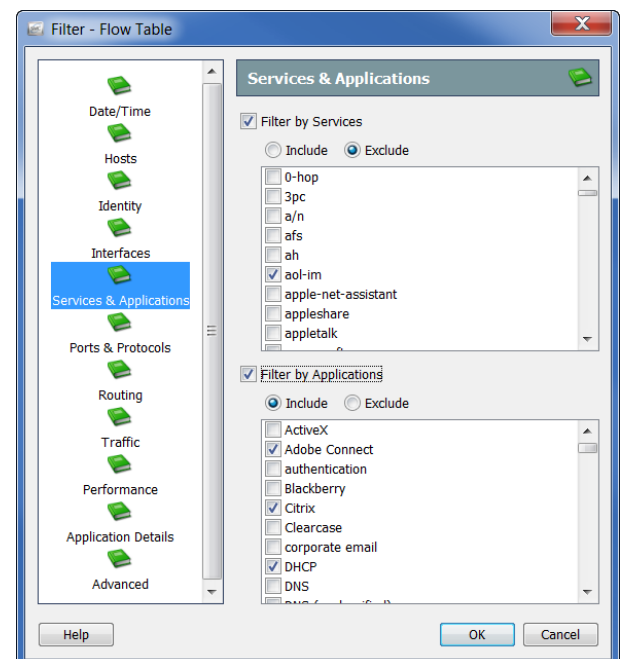 Filter - Flow Table
Date/Time
Hosts
Identity
Interfaces
Services & Applications
Ports & Protocols
Routing
Traffic
Performance
Application Details
Advanced
Services & Applications
Filter by Services
Include Exclude
0-hop
3pc
a/n
afs
ah
aol-im
apple-net-assistant
appleshare
appletalk
Filter by Applications
Include Exclude
ActiveX
Adobe Connect
authentication
Blackberry
Citrix
Clearcase
corporate email
DHCP
DNS
Help OK Cancel